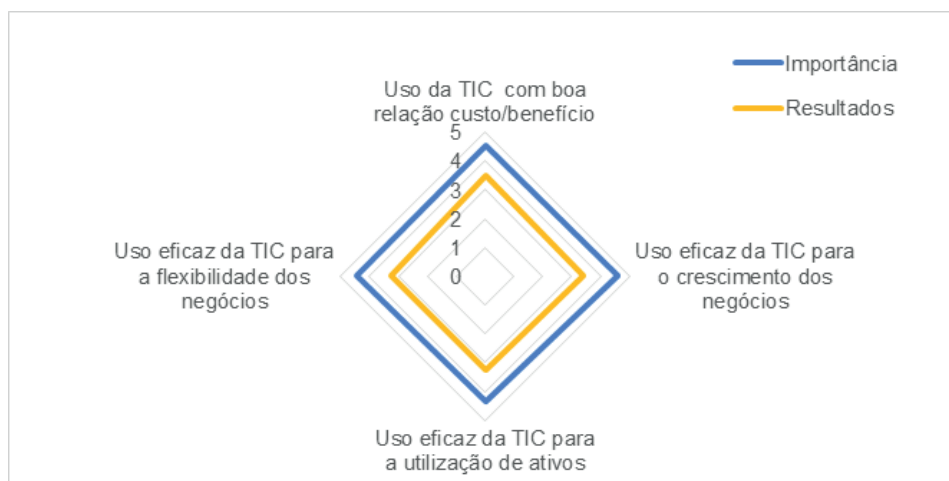 Importância
Resultados
Uso da TIC com boa
relação custo/benefício
5
4
3
2
1
0
Uso eficaz da TIC para
a flexibilidade dos
negócios
Uso eficaz da TIC para
o crescimento dos
negócios
Uso eficaz da TIC para
a utilização de ativos